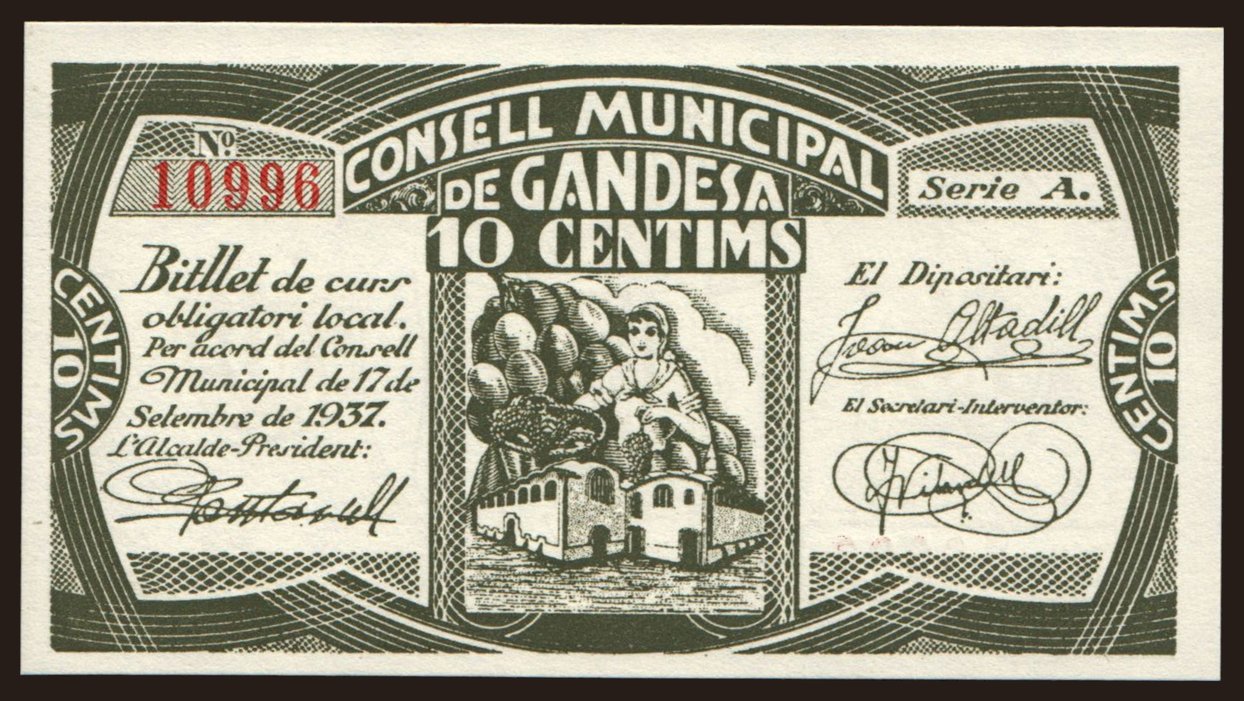 CONSELL MUNICIPAL
DE GANDESA
10 CENTIMS
Nº
10996
Serie A.
Bitllet de curs
obligatori local.
Per acord del Consell
Municipal de 17 de
Setembre de 1937.
L'Alcalde-President:
El Dipositari:
Joan Altadill
El Secretari-Interventor:
CENTIMS
10
CENTIMS
CENTIMS
10
CENTIMS